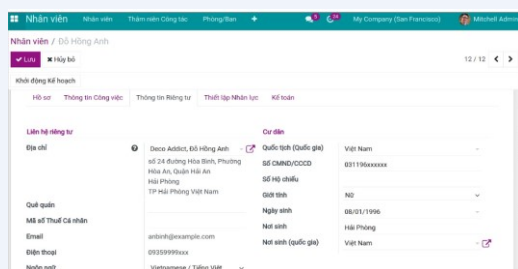 Nhân viên Nhân viên Thâm niên Công tác Phòng/Ban + My Company (San Francisco) Mitchell Admin
Nhân viên / Đỗ Hồng Anh
Lưu Hủy bỏ 12 / 12
Khởi động Kế hoạch
Hồ sơ Thông tin Công việc Thông tin Riêng tư Thiết lập Nhân lực Kế toán
Liên hệ riêng tư Cư dân
Địa chỉ Deco Addict, Đỗ Hồng Anh Quốc tịch (Quốc gia) Việt Nam
số 24 đường Hòa Bình, Phường Số CMND/CCCD 031196xxxxxx
Hòa An, Quận Hải An Số Hộ chiếu
Hải Phòng
TP Hải Phòng Việt Nam Giới tính Nữ
Quê quán Ngày sinh 08/01/1996
Mã số Thuế Cá nhân Nơi sinh Hải Phòng
Email anbinh@example.com Nơi sinh (quốc gia) Việt Nam
Điện thoại 09359999xxx
Ngôn ngữ Vietnamese / Tiếng Việt